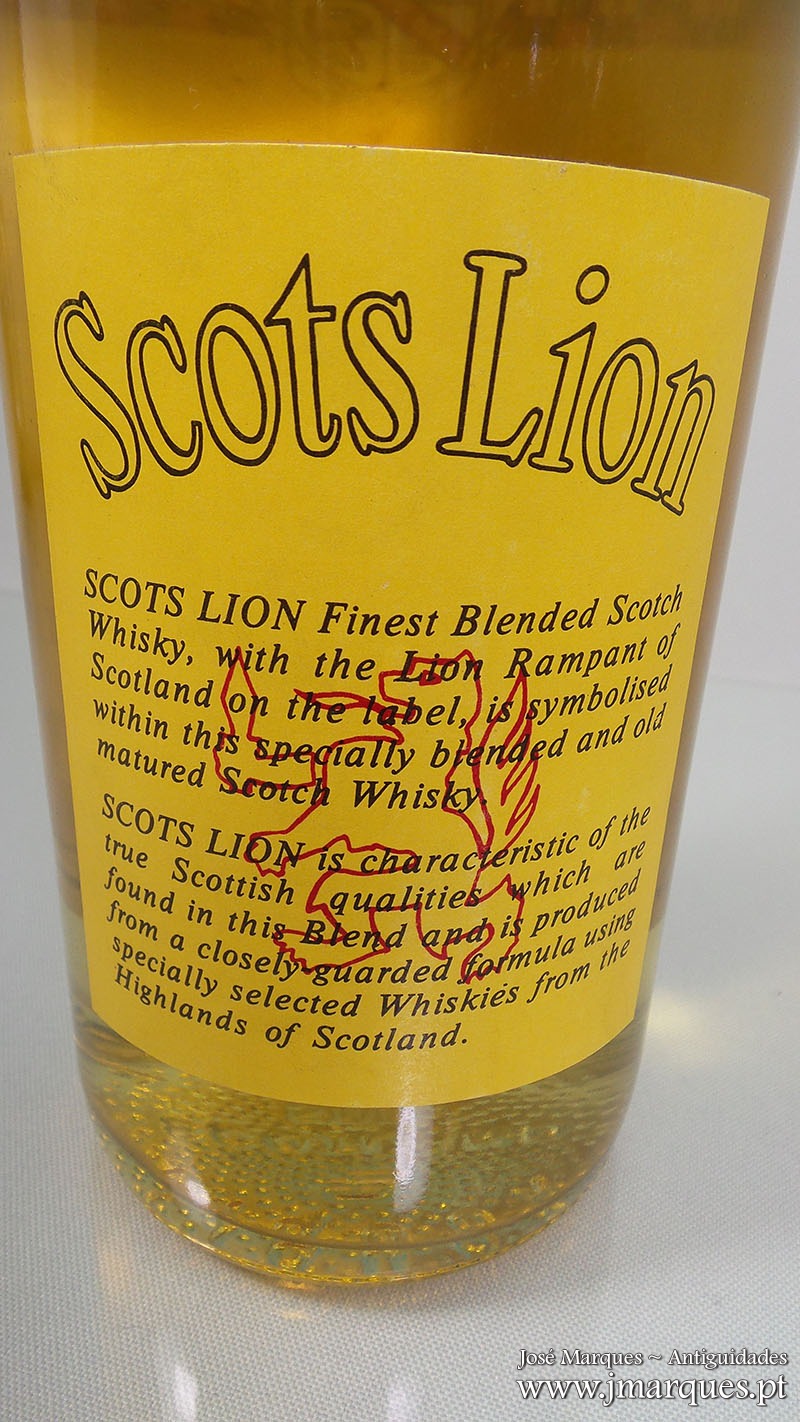 Scots Lion
SCOTS LION Finest Blended Scotch
Whisky, with the Lion Rampant of
Scotland on the label, is symbolised
within this specially blended and old
matured Scotch Whisky.
SCOTS LION is characteristic of the
true Scottish qualities which are
found in this Blend and is produced
from a closely-guarded formula using
specially selected Whiskies from the
Highlands of Scotland.
José Marques ~ Antiguidades
www.jmarques.pt